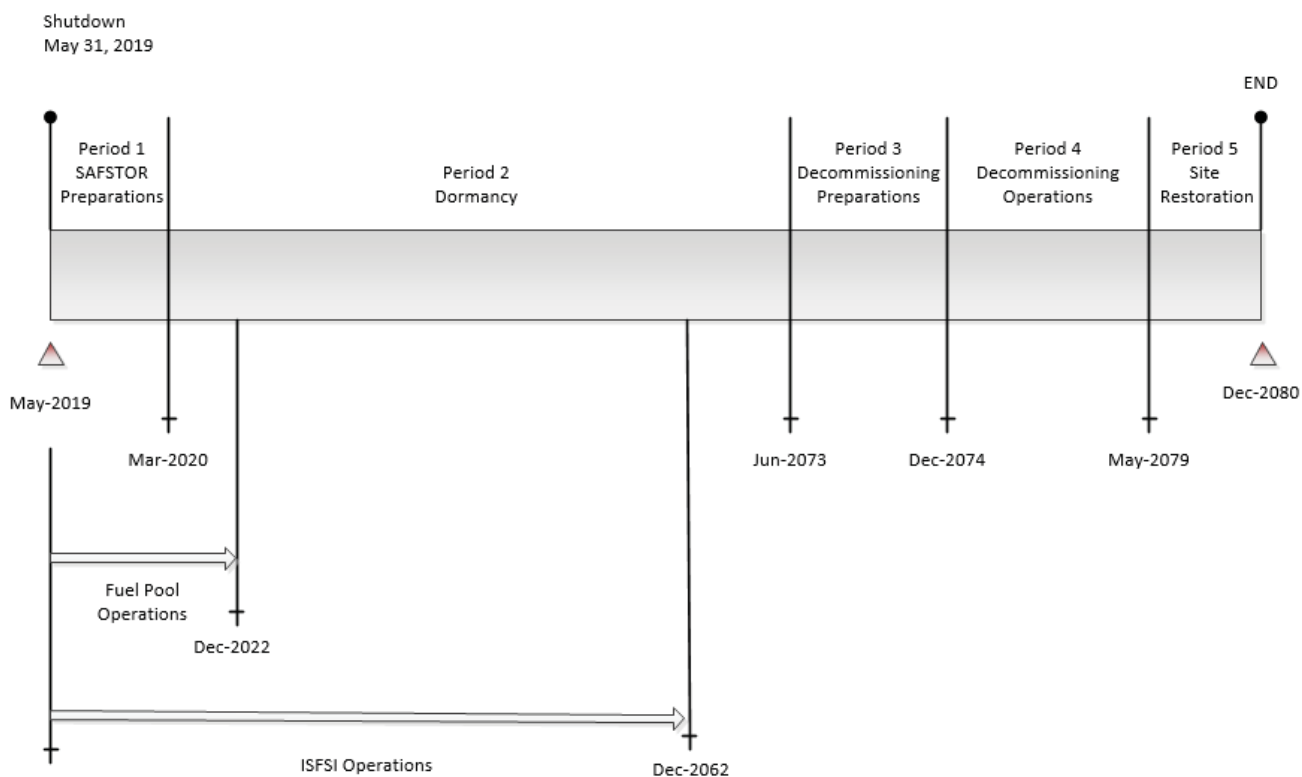 Shutdown
May 31, 2019
END
Period 1
SAFSTOR
Preparations
Period 2
Dormancy
Period 3
Decommissioning
Preparations
Period 4
Decommissioning
Operations
Period 5
Site
Restoration
May-2019
Dec-2080
Mar-2020
Jun-2073
Dec-2074
May-2079
Fuel Pool
Operations
Dec-2022
ISFSI Operations
Dec-2062